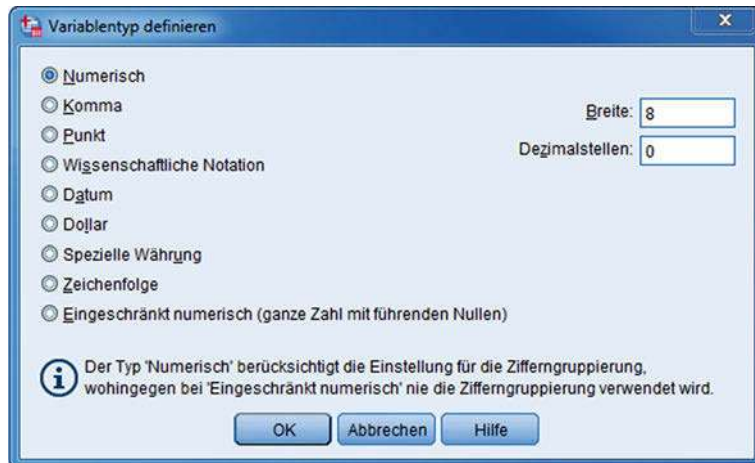 Variablentyp definieren
X
Numerisch
Komma
Breite: 8
Punkt
Dezimalstellen: 0
Wissenschaftliche Notation
Datum
Dollar
Spezielle Währung
Zeichenfolge
Eingeschränkt numerisch (ganze Zahl mit führenden Nullen)
Der Typ 'Numerisch' berücksichtigt die Einstellung für die Zifferngruppierung,
wohingegen bei 'Eingeschränkt numerisch' nie die Zifferngruppierung verwendet wird.
OK Abbrechen Hilfe